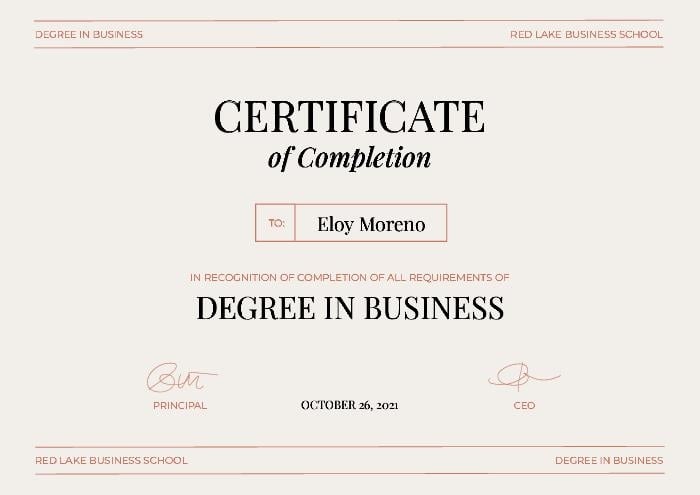 DEGREE IN BUSINESS
RED LAKE BUSINESS SCHOOL
CERTIFICATE
of Completion
TO:
Eloy Moreno
IN RECOGNITION OF COMPLETION OF ALL REQUIREMENTS OF
DEGREE IN BUSINESS
PRINCIPAL
OCTOBER 26, 2021
CEO
RED LAKE BUSINESS SCHOOL
DEGREE IN BUSINESS